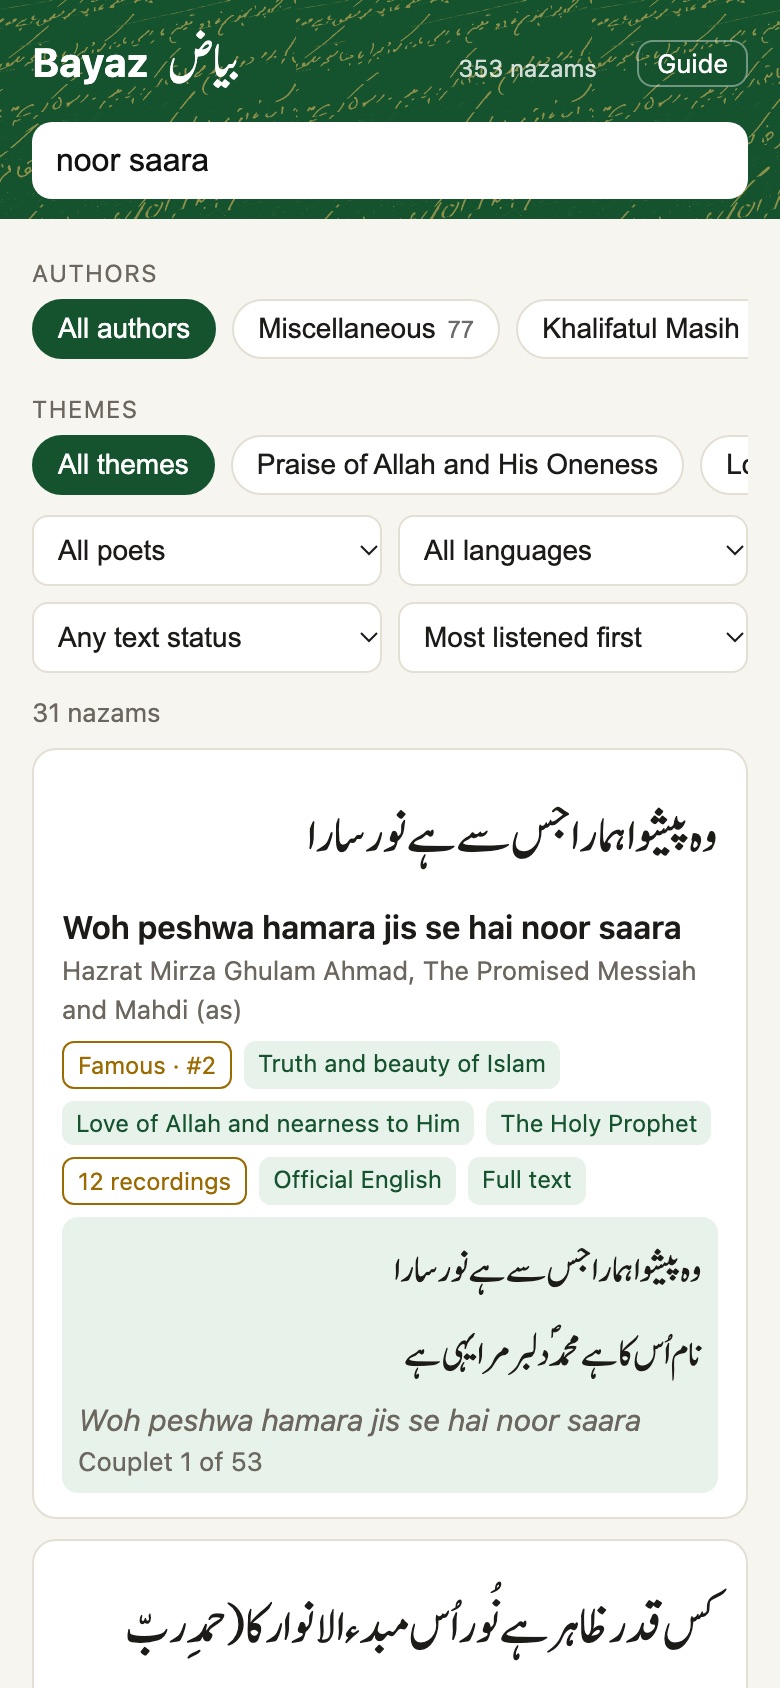 Bayaz بیاض
353 nazams
Guide
noor saara
AUTHORS
All authors
Miscellaneous 77
Khalifatul Masih
THEMES
All themes
Praise of Allah and His Oneness
All poets
All languages
Any text status
Most listened first
31 nazams
وہ پیشوا ہمارا جس سے ہے نور سارا
Woh peshwa hamara jis se hai noor saara
Hazrat Mirza Ghulam Ahmad, The Promised Messiah
and Mahdi (as)
Famous · #2
Truth and beauty of Islam
Love of Allah and nearness to Him
The Holy Prophet
12 recordings
Official English
Full text
وہ پیشوا ہمارا جس سے ہے نور سارا
نام اُس کا ہے محمدؐ دلبر مرا یہی ہے
Woh peshwa hamara jis se hai noor saara
Couplet 1 of 53
کس قدر ظاہر ہے نُور اُس مبدء الانوار کا (حمدِ ربّ